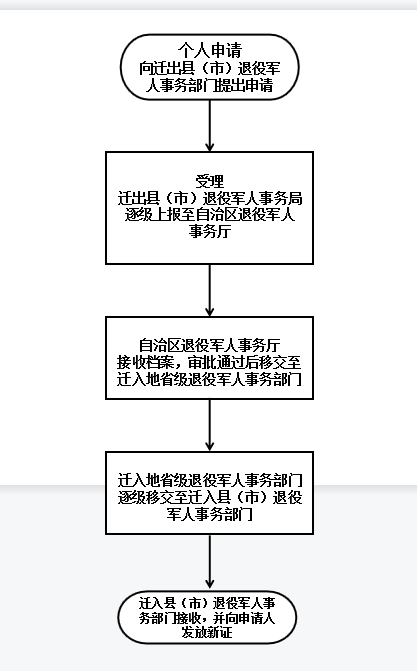 个人申请
向迁出县（市）退役军
人事务部门提出申请
受理
迁出县（市）退役军人事务局
逐级上报至自治区退役军人
事务厅
自治区退役军人事务厅
接收档案，审批通过后移交至
迁入地省级退役军人事务部门
迁入地省级退役军人事务部门
逐级移交至迁入县（市）退役
军人事务部门
迁入县（市）退役军人事
务部门接收，并向申请人
发放新证